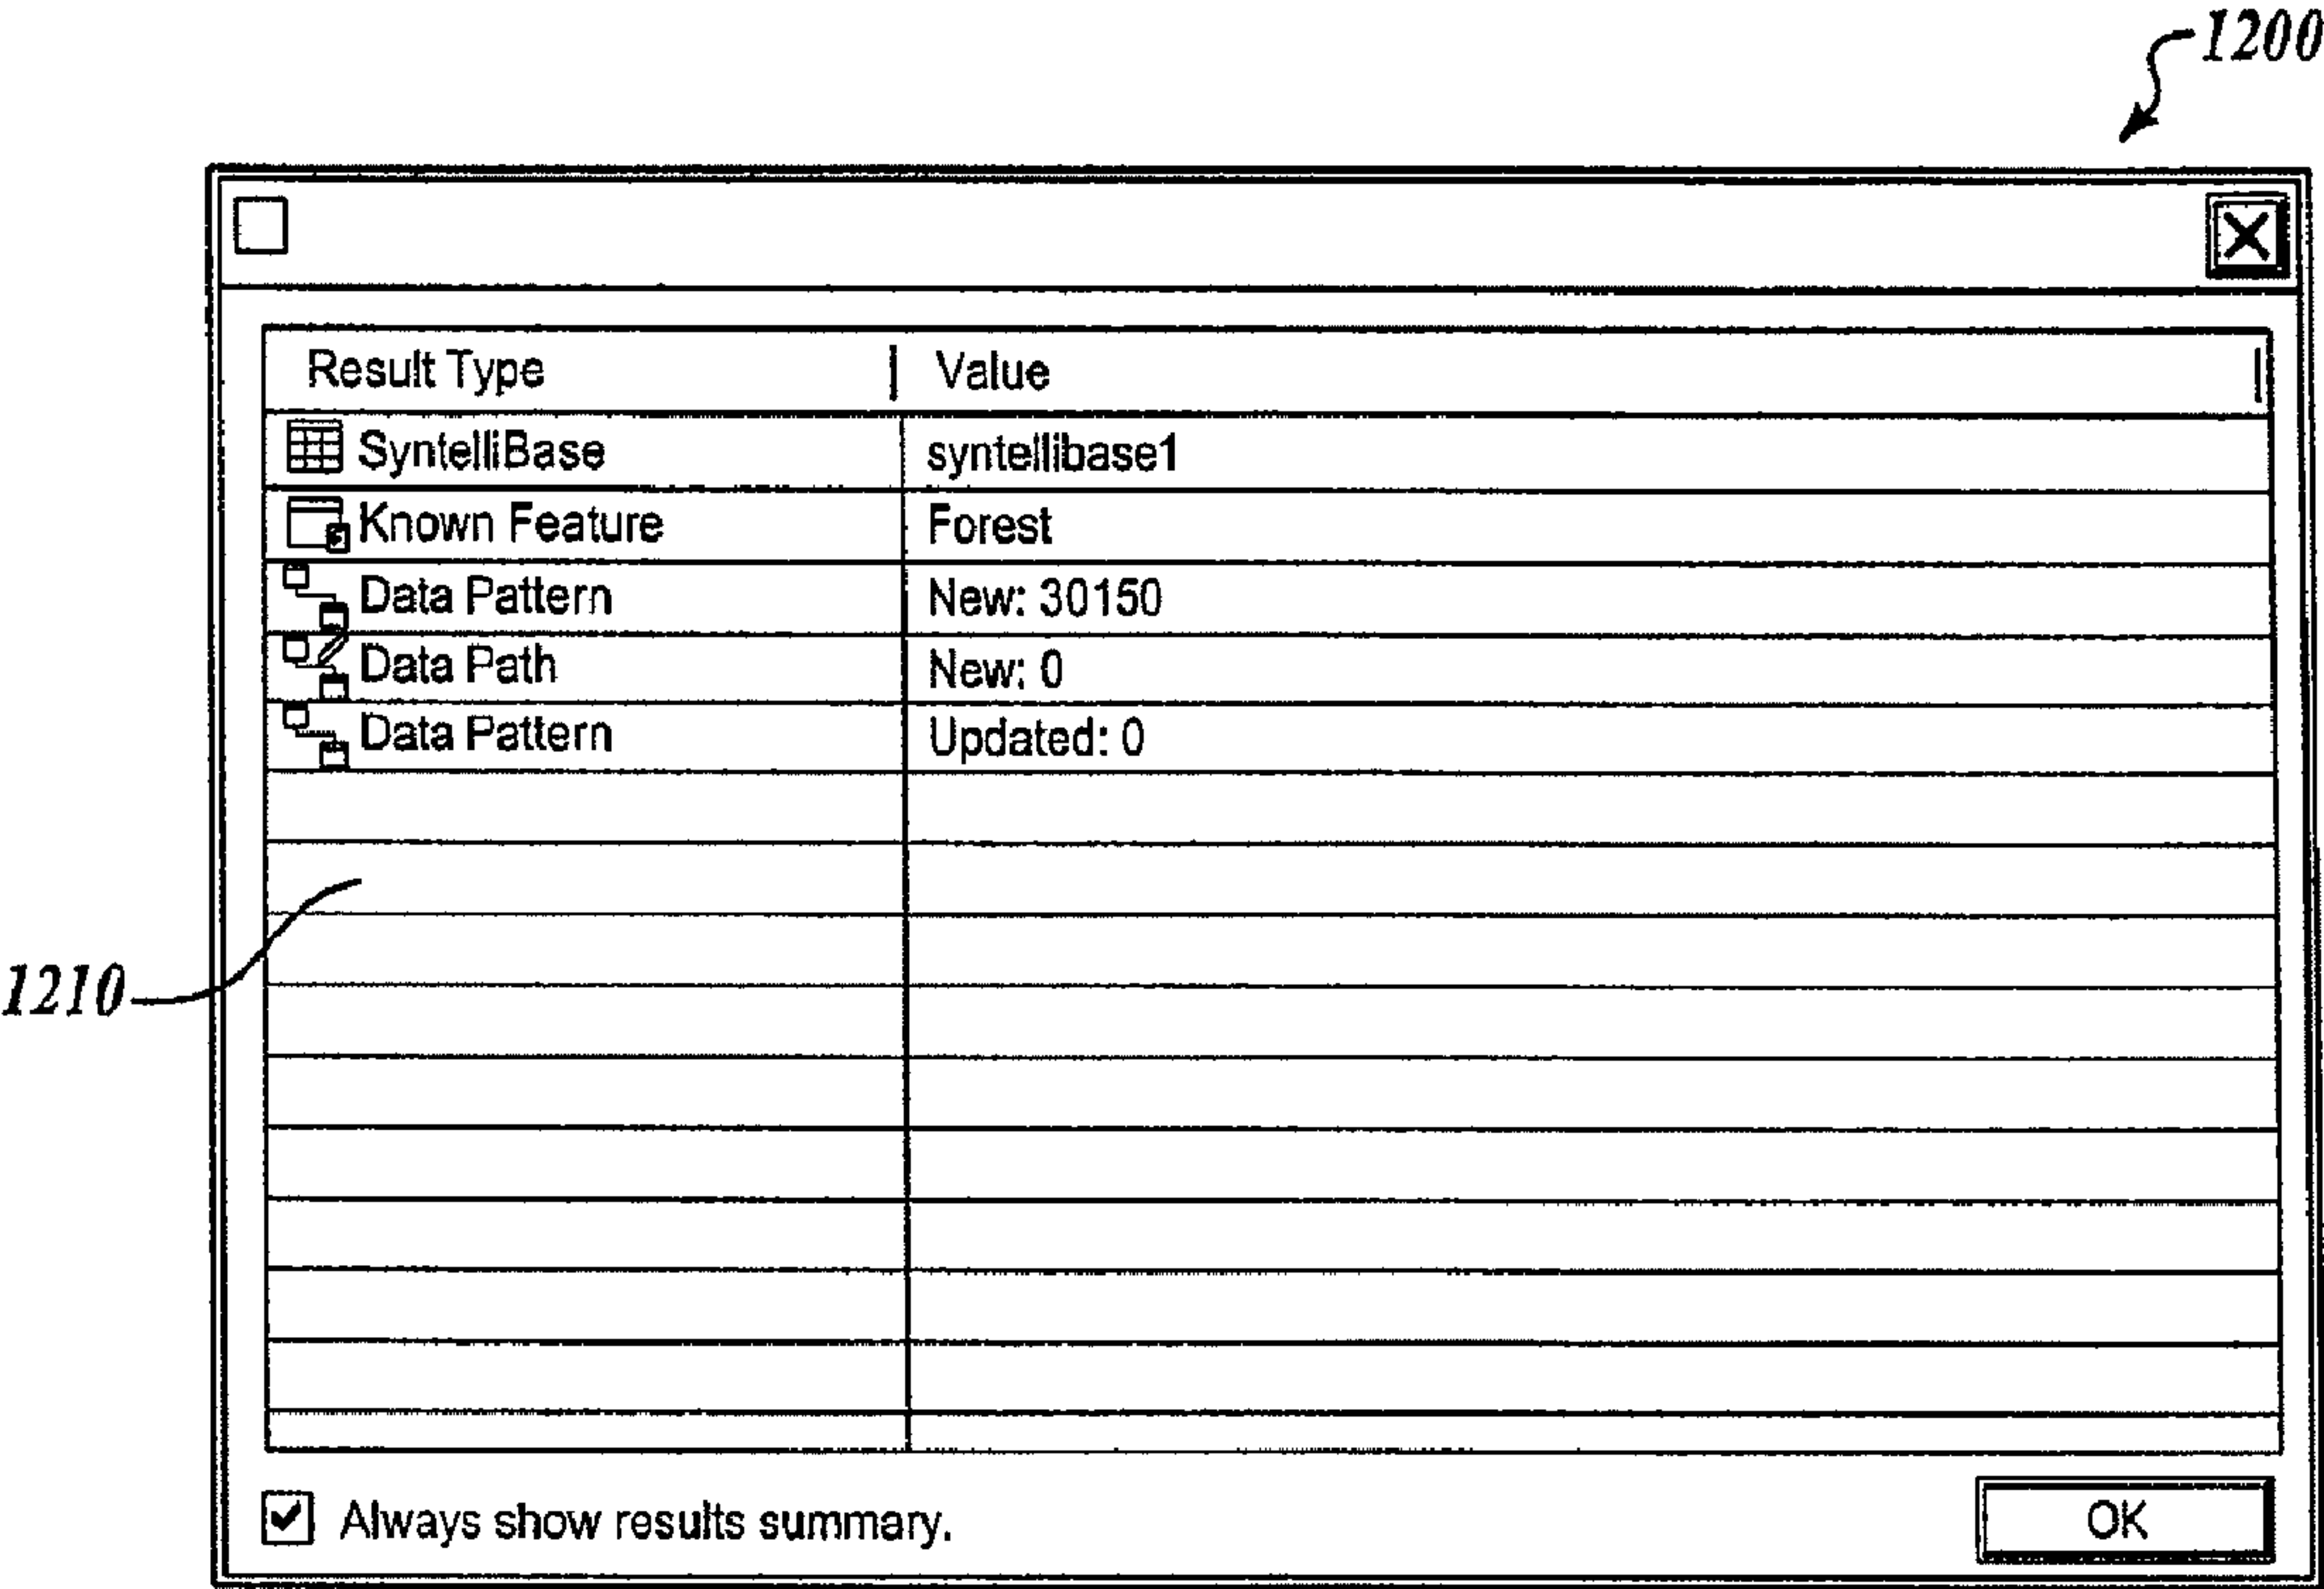 1200
Result Type | Value
SyntelliBase syntellibase1
Known Feature Forest
Data Pattern New: 30150
Data Path New: 0
Data Pattern Updated: 0
1210
Always show results summary. OK